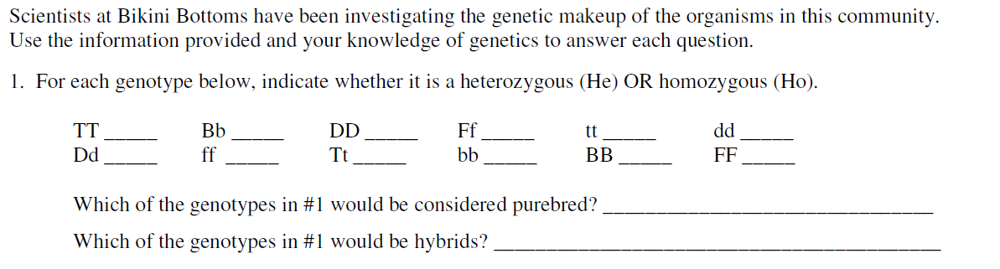 Scientists at Bikini Bottoms have been investigating the genetic makeup of the organisms in this community.
Use the information provided and your knowledge of genetics to answer each question.
1. For each genotype below, indicate whether it is a heterozygous (He) OR homozygous (Ho).
TT _____ Bb _____ DD _____ Ff _____ tt _____ dd _____
Dd _____ ff _____ Tt _____ bb _____ BB _____ FF _____
Which of the genotypes in #1 would be considered purebred? _______________________________
Which of the genotypes in #1 would be hybrids? __________________________________________